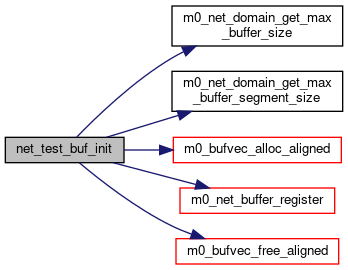 m0_net_domain_get_max
_buffer_size
m0_net_domain_get_max
_buffer_segment_size
net_test_buf_init
m0_bufvec_alloc_aligned
m0_net_buffer_register
m0_bufvec_free_aligned